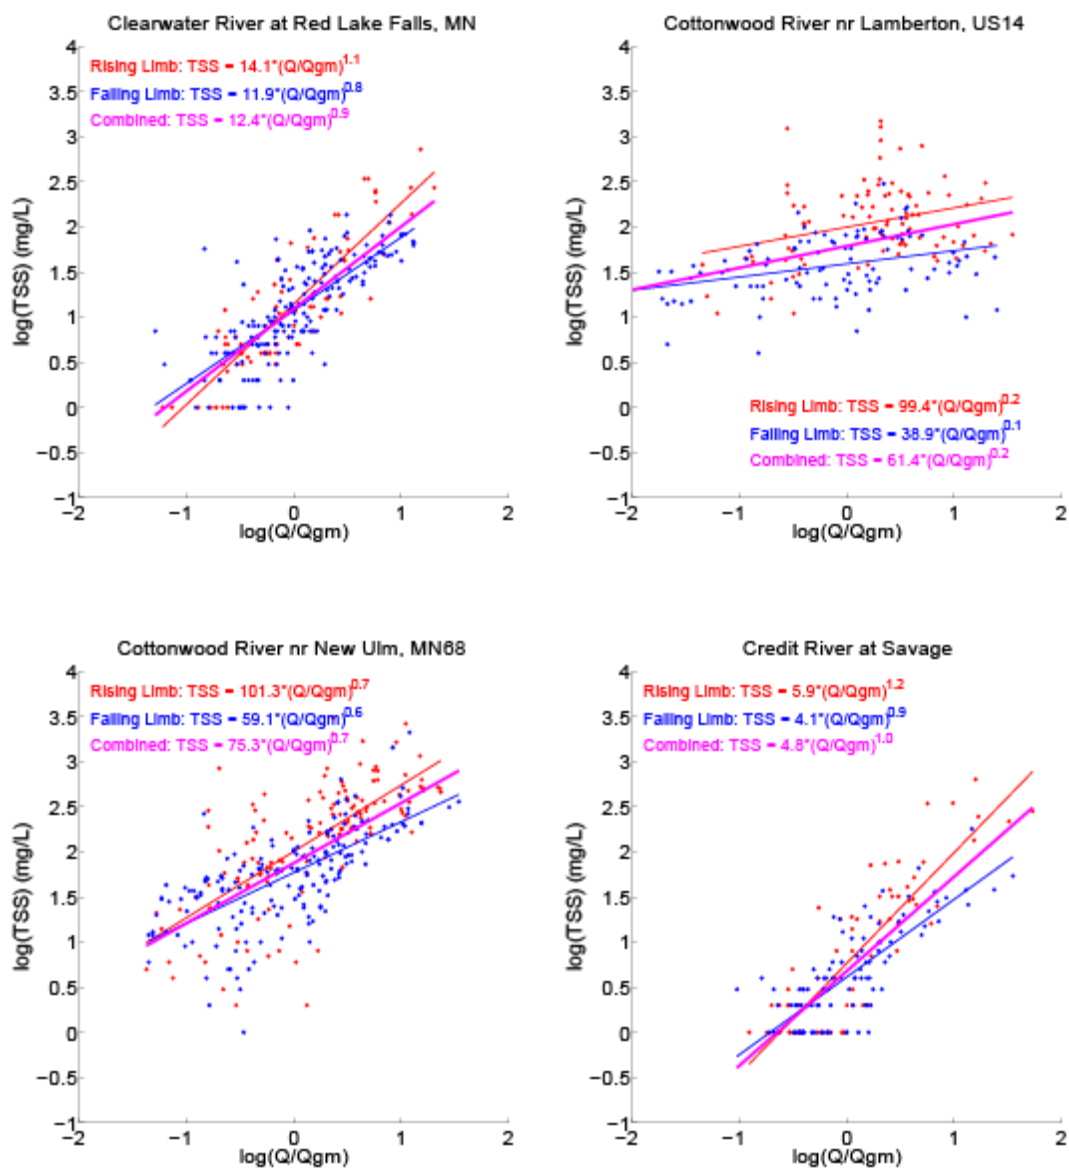 Clearwater River at Red Lake Falls, MN
Rising Limb: TSS = 14.1*(Q/Qgm)^1.1
Falling Limb: TSS = 11.9*(Q/Qgm)^0.8
Combined: TSS = 12.4*(Q/Qgm)^0.9
4
3.5
3
2.5
2
1.5
1
0.5
0
−0.5
−1
log(TSS) (mg/L)
−2
−1
0
1
2
log(Q/Qgm)
Cottonwood River nr Lamberton, US14
4
3.5
3
2.5
2
1.5
1
0.5
0
−0.5
−1
log(TSS) (mg/L)
Rising Limb: TSS = 99.4*(Q/Qgm)^0.2
Falling Limb: TSS = 38.9*(Q/Qgm)^0.1
Combined: TSS = 61.4*(Q/Qgm)^0.2
−2
−1
0
1
2
log(Q/Qgm)
Cottonwood River nr New Ulm, MN68
Rising Limb: TSS = 101.3*(Q/Qgm)^0.7
Falling Limb: TSS = 59.1*(Q/Qgm)^0.6
Combined: TSS = 75.3*(Q/Qgm)^0.7
4
3.5
3
2.5
2
1.5
1
0.5
0
−0.5
−1
log(TSS) (mg/L)
−2
−1
0
1
2
log(Q/Qgm)
Credit River at Savage
Rising Limb: TSS = 5.9*(Q/Qgm)^1.2
Falling Limb: TSS = 4.1*(Q/Qgm)^0.9
Combined: TSS = 4.8*(Q/Qgm)^1.0
4
3.5
3
2.5
2
1.5
1
0.5
0
−0.5
−1
log(TSS) (mg/L)
−2
−1
0
1
2
log(Q/Qgm)